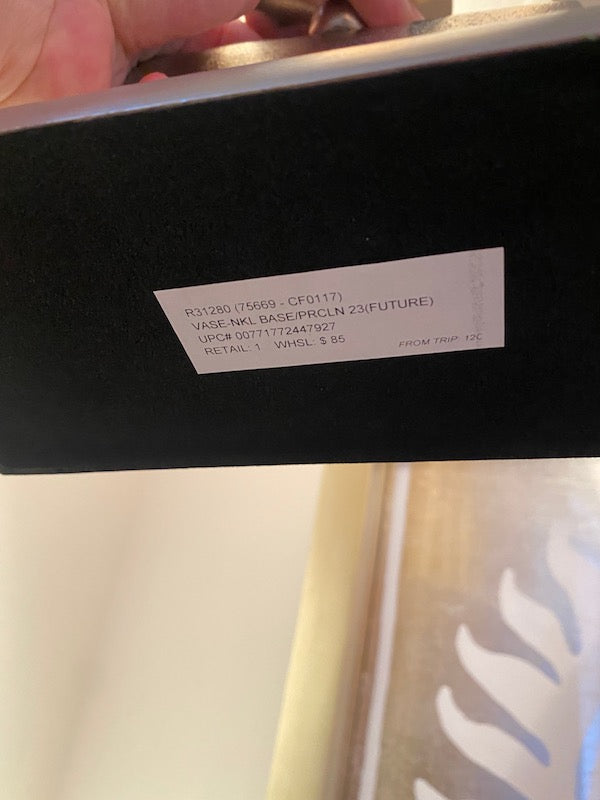 R31280 (75669 - CF0117)
VASE-NKL BASE/PRCLN 23(FUTURE)
UPC# 00771772447927
RETAIL: 1 WHSL: $ 85
FROM TRIP: 12C